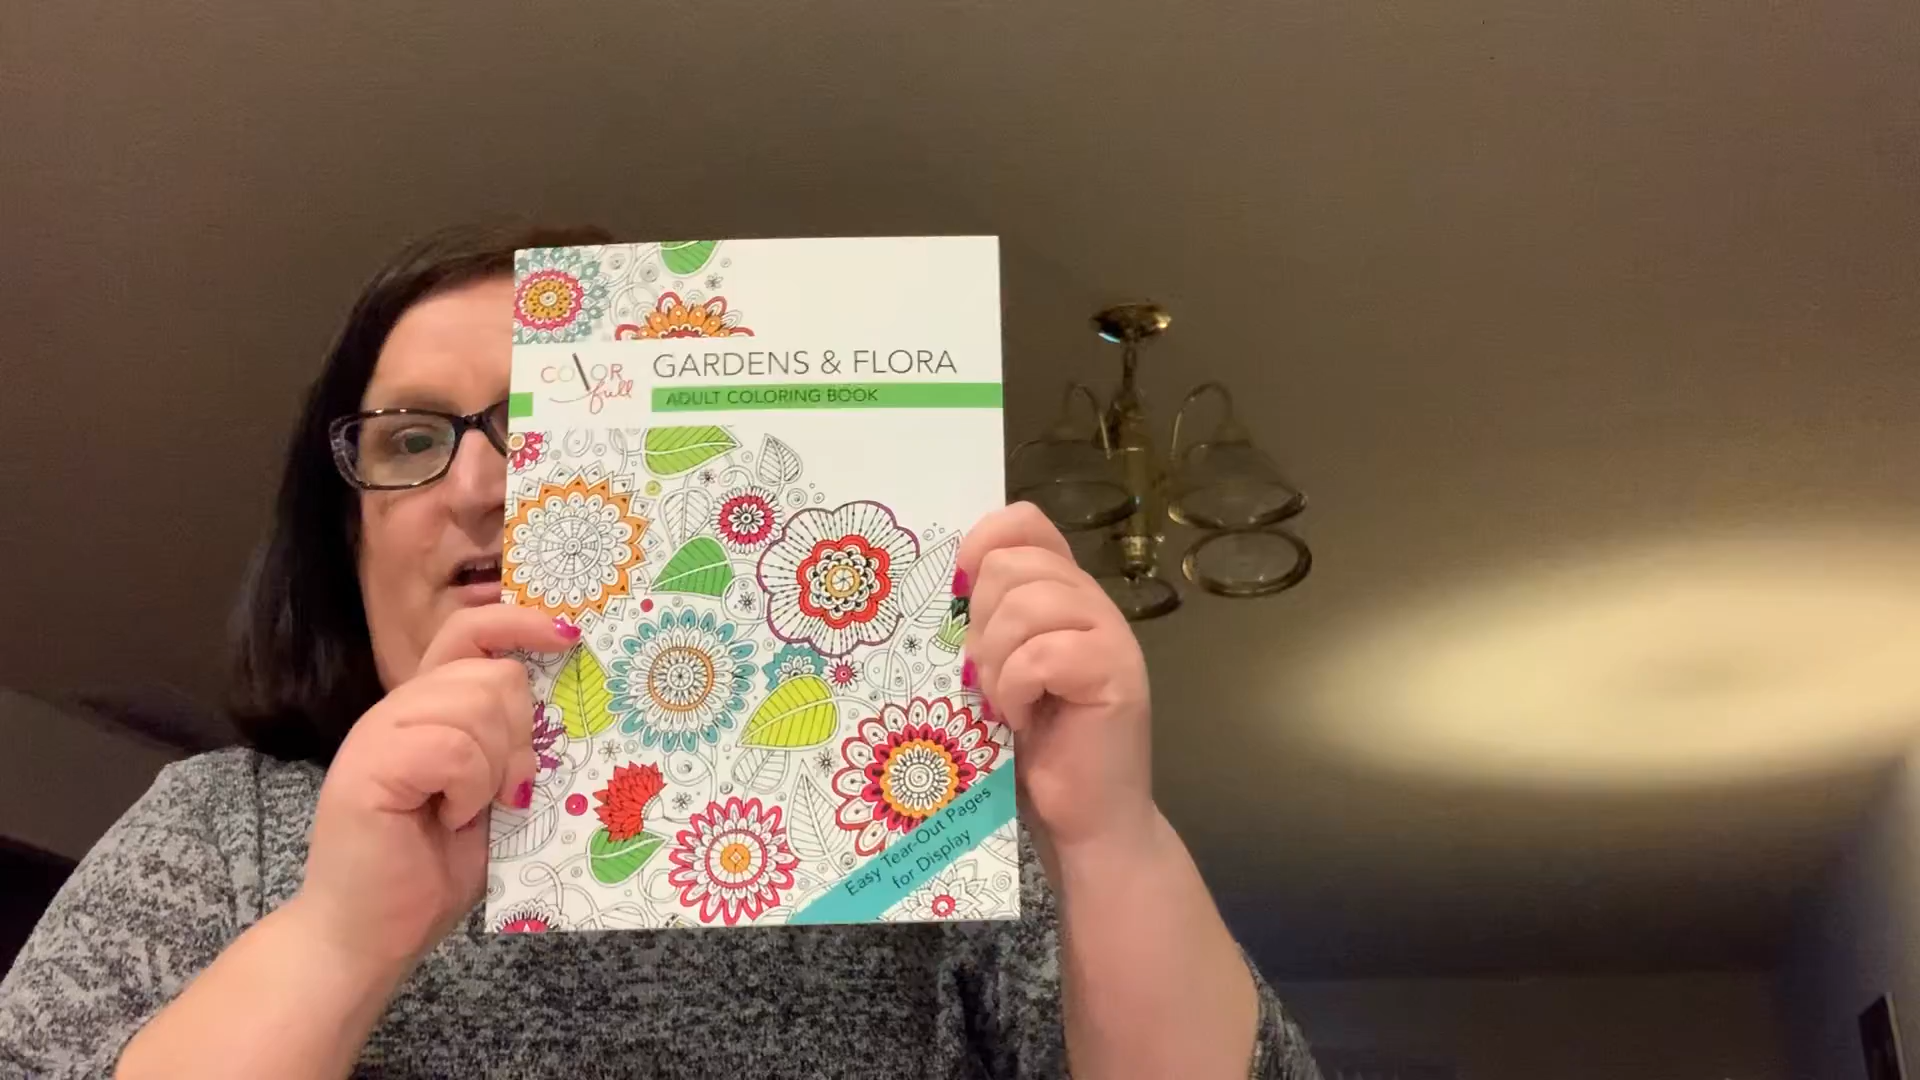 COLOR
full
GARDENS & FLORA
ADULT COLORING BOOK
Easy Tear-Out Pages
for Display